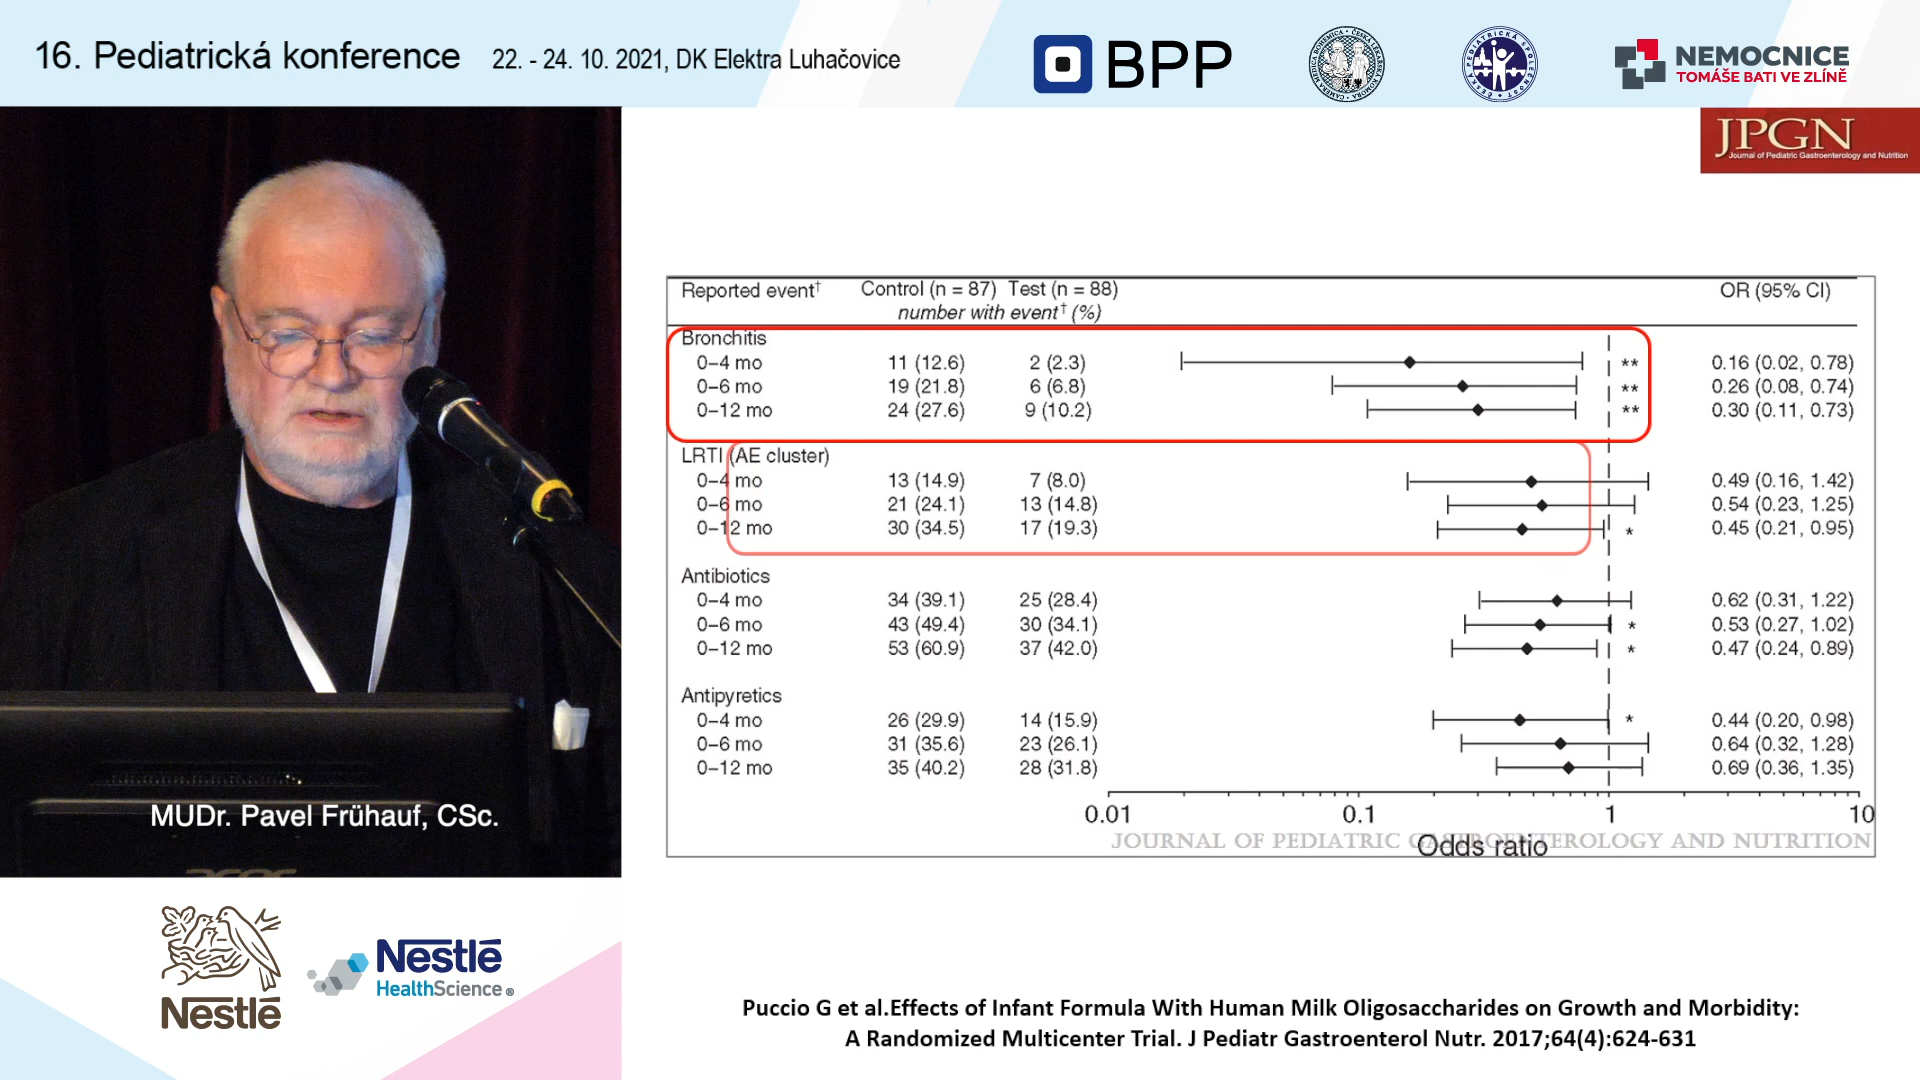 16. Pediatrická konference 22. - 24. 10. 2021, DK Elektra Luhačovice
BPP
NEMOCNICE
TOMÁŠE BATI VE ZLÍNĚ
JPGN
Journal of Pediatric Gastroenterology and Nutrition
Reported event† Control (n = 87) Test (n = 88) OR (95% CI)
number with event† (%)
Bronchitis
0–4 mo 11 (12.6) 2 (2.3) ** 0.16 (0.02, 0.78)
0–6 mo 19 (21.8) 6 (6.8) ** 0.26 (0.08, 0.74)
0–12 mo 24 (27.6) 9 (10.2) ** 0.30 (0.11, 0.73)
LRTI (AE cluster)
0–4 mo 13 (14.9) 7 (8.0) 0.49 (0.16, 1.42)
0–6 mo 21 (24.1) 13 (14.8) 0.54 (0.23, 1.25)
0–12 mo 30 (34.5) 17 (19.3) * 0.45 (0.21, 0.95)
Antibiotics
0–4 mo 34 (39.1) 25 (28.4) 0.62 (0.31, 1.22)
0–6 mo 43 (49.4) 30 (34.1) * 0.53 (0.27, 1.02)
0–12 mo 53 (60.9) 37 (42.0) * 0.47 (0.24, 0.89)
Antipyretics
0–4 mo 26 (29.9) 14 (15.9) * 0.44 (0.20, 0.98)
0–6 mo 31 (35.6) 23 (26.1) 0.64 (0.32, 1.28)
0–12 mo 35 (40.2) 28 (31.8) 0.69 (0.36, 1.35)
0.01 0.1 1 10
JOURNAL OF PEDIATRIC GASTROENTEROLOGY AND NUTRITION
Odds ratio
MUDr. Pavel Frühauf, CSc.
Nestlé
Nestlé
HealthScience ®
Puccio G et al.Effects of Infant Formula With Human Milk Oligosaccharides on Growth and Morbidity:
A Randomized Multicenter Trial. J Pediatr Gastroenterol Nutr. 2017;64(4):624-631